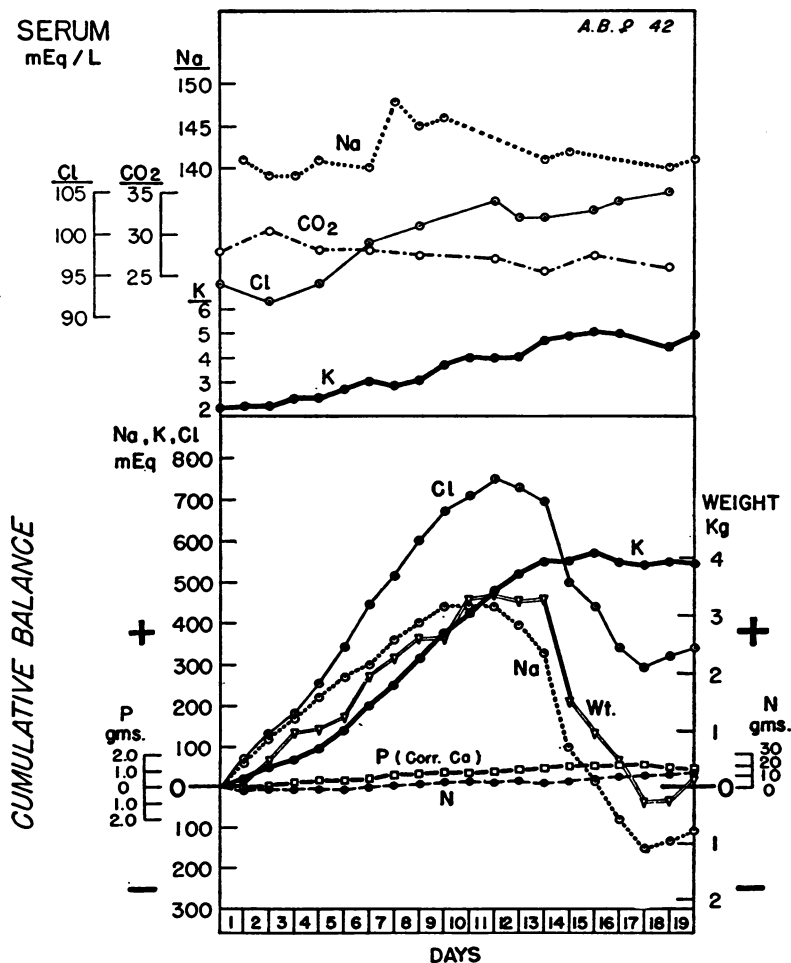 SERUM
mEq / L
A.B. ♀ 42
Na
150
145
140
Na
Cl
105
100
95
90
CO2
35
30
25
CO2
Cl
K
6
5
4
3
2
K
Na, K, Cl
mEq
800
700
600
500
400
300
200
100
0
100
200
300
CUMULATIVE BALANCE
+
−
P
gms.
2.0
1.0
0
1.0
2.0
Cl
K
Na
Wt.
P (Corr. Ca)
N
WEIGHT
Kg
4
3
2
1
0
1
2
+
−
N
gms.
30
20
10
0
1 2 3 4 5 6 7 8 9 10 11 12 13 14 15 16 17 18 19
DAYS